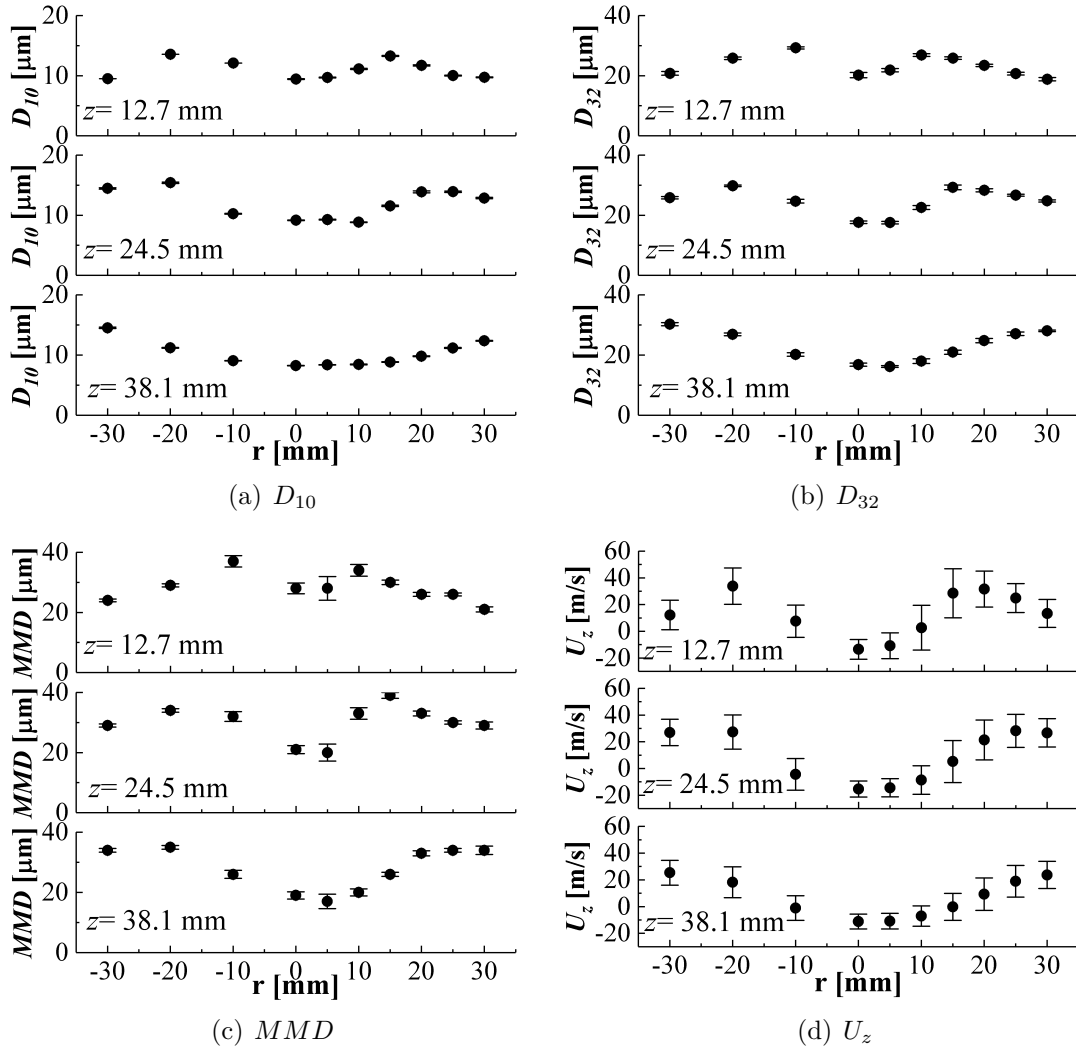 20
10
0
D10 [μm]
z= 12.7 mm
20
10
0
D10 [μm]
z= 24.5 mm
20
10
0
D10 [μm]
z= 38.1 mm
-30 -20 -10 0 10 20 30
r [mm]
(a) D10
40
20
0
D32 [μm]
z= 12.7 mm
40
20
0
D32 [μm]
z= 24.5 mm
40
20
0
D32 [μm]
z= 38.1 mm
-30 -20 -10 0 10 20 30
r [mm]
(b) D32
40
20
0
MMD [μm]
z= 12.7 mm
40
20
0
MMD [μm]
z= 24.5 mm
40
20
0
MMD [μm]
z= 38.1 mm
-30 -20 -10 0 10 20 30
r [mm]
(c) MMD
60
40
20
0
-20
Uz [m/s]
z= 12.7 mm
60
40
20
0
-20
Uz [m/s]
z= 24.5 mm
60
40
20
0
-20
Uz [m/s]
z= 38.1 mm
-30 -20 -10 0 10 20 30
r [mm]
(d) Uz